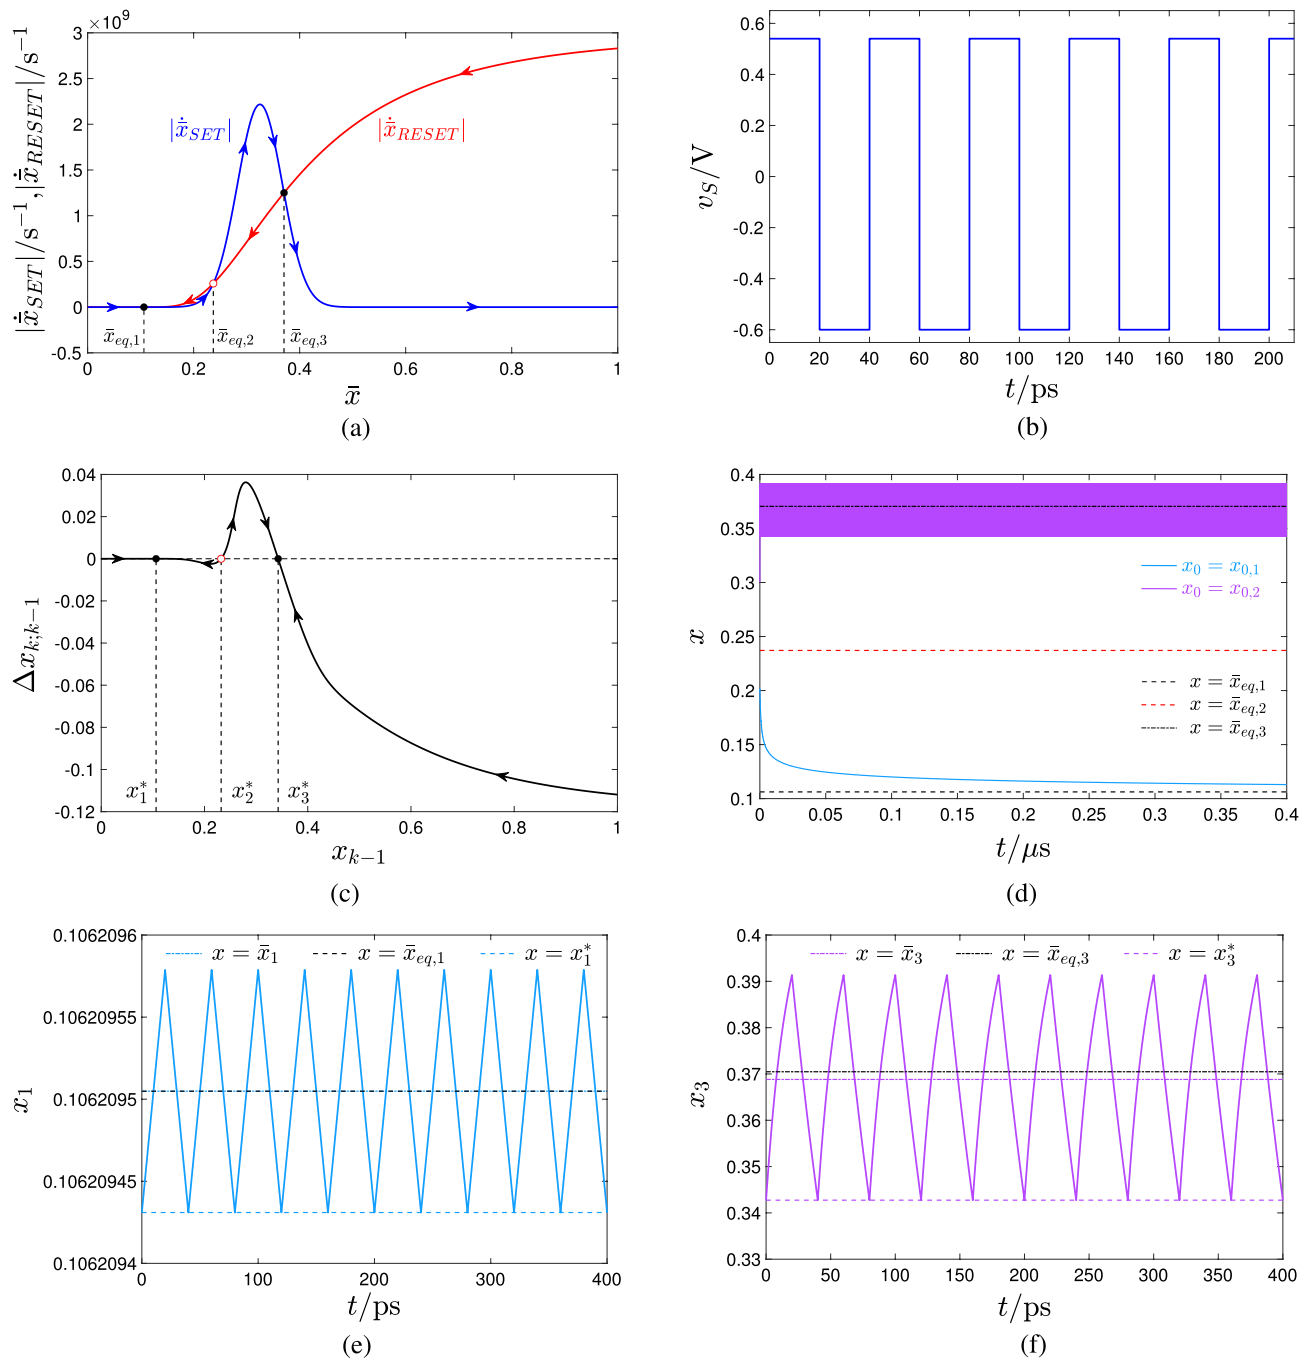 ×10⁹
3
2.5
2
1.5
1
0.5
0
-0.5
|ẋ̄_SET|/s⁻¹, |ẋ̄_RESET|/s⁻¹
|ẋ̄_SET|
|ẋ̄_RESET|
x̄_eq,1
x̄_eq,2
x̄_eq,3
0 0.2 0.4 0.6 0.8 1
x̄
(a)
0.6
0.4
0.2
0
-0.2
-0.4
-0.6
v_S/V
0 20 40 60 80 100 120 140 160 180 200
t/ps
(b)
0.04
0.02
0
-0.02
-0.04
-0.06
-0.08
-0.1
-0.12
Δx_k;k−1
x*_1
x*_2
x*_3
0 0.2 0.4 0.6 0.8 1
x_k−1
(c)
0.4
0.35
0.3
0.25
0.2
0.15
0.1
x
x_0 = x_0,1
x_0 = x_0,2
x = x̄_eq,1
x = x̄_eq,2
x = x̄_eq,3
0 0.05 0.1 0.15 0.2 0.25 0.3 0.35 0.4
t/μs
(d)
0.1062096
0.10620955
0.1062095
0.10620945
0.1062094
x_1
x = x̄_1 x = x̄_eq,1 x = x*_1
0 100 200 300 400
t/ps
(e)
0.4
0.39
0.38
0.37
0.36
0.35
0.34
0.33
x_3
x = x̄_3 x = x̄_eq,3 x = x*_3
0 50 100 150 200 250 300 350 400
t/ps
(f)